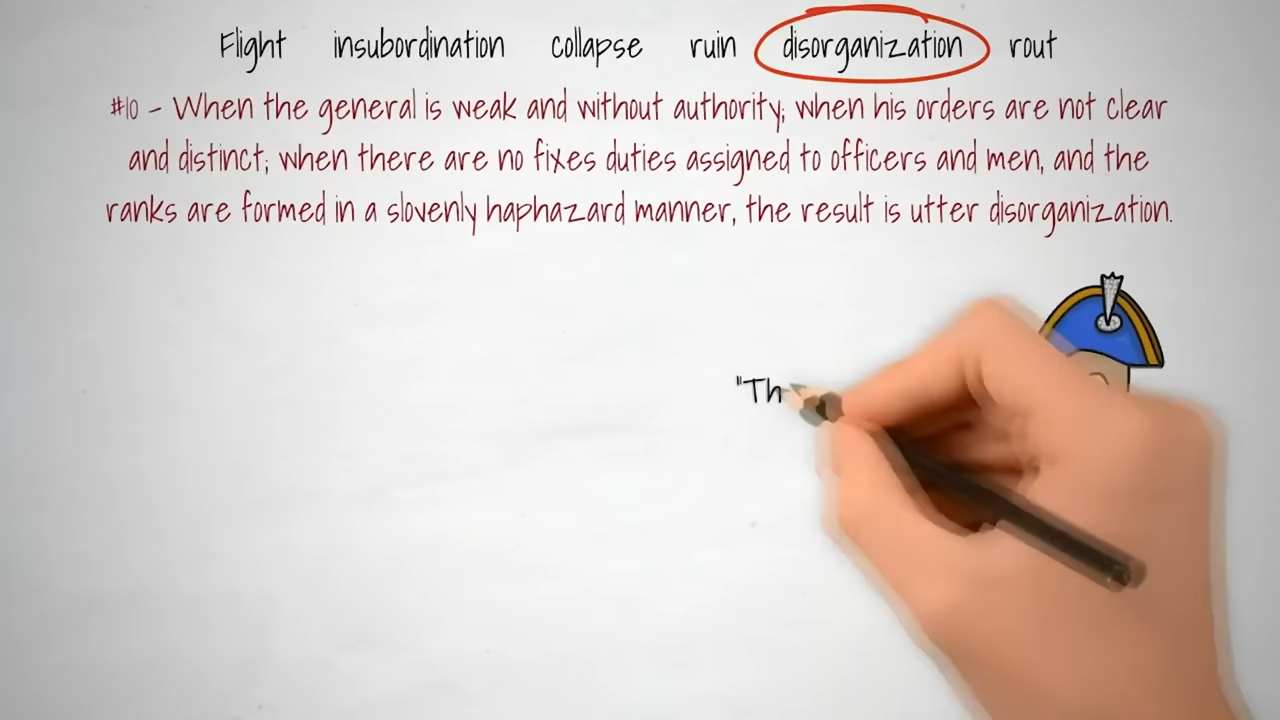 Flight insubordination collapse ruin disorganization rout
#10 - When the general is weak and without authority; when his orders are not clear
and distinct; when there are no fixes duties assigned to officers and men, and the
ranks are formed in a slovenly haphazard manner, the result is utter disorganization.
"Th